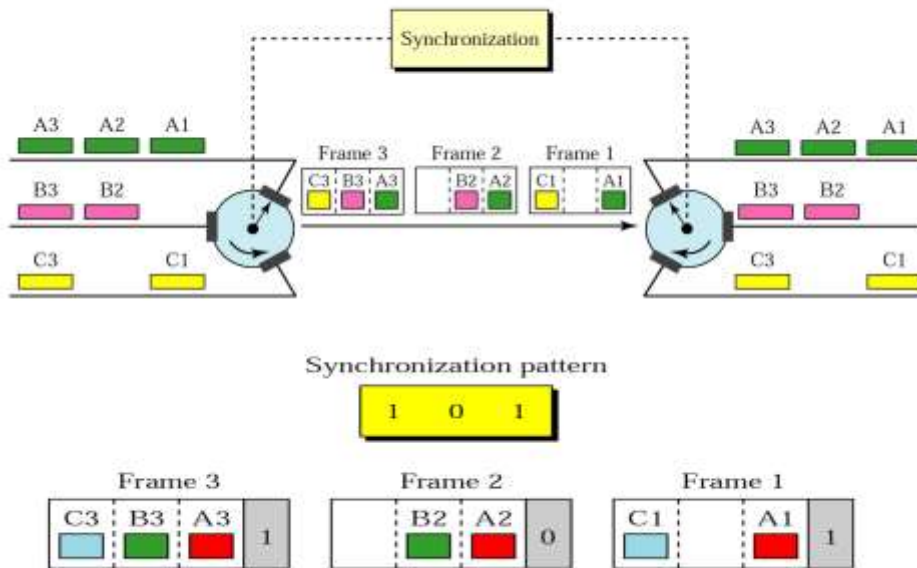 Synchronization
A3 A2 A1
A3 A2 A1
Frame 3 Frame 2 Frame 1
C3 B3 A3 B2 A2 C1 A1
B3 B2
B3 B2
C3 C1
C3 C1
Synchronization pattern
1 0 1
Frame 3 Frame 2 Frame 1
C3 B3 A3 1 B2 A2 0 C1 A1 1